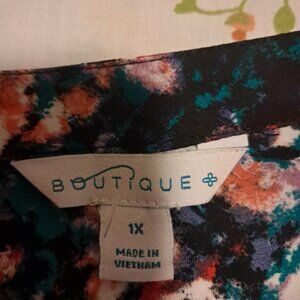 BOUTIQUE +
1X
MADE IN
VIETNAM